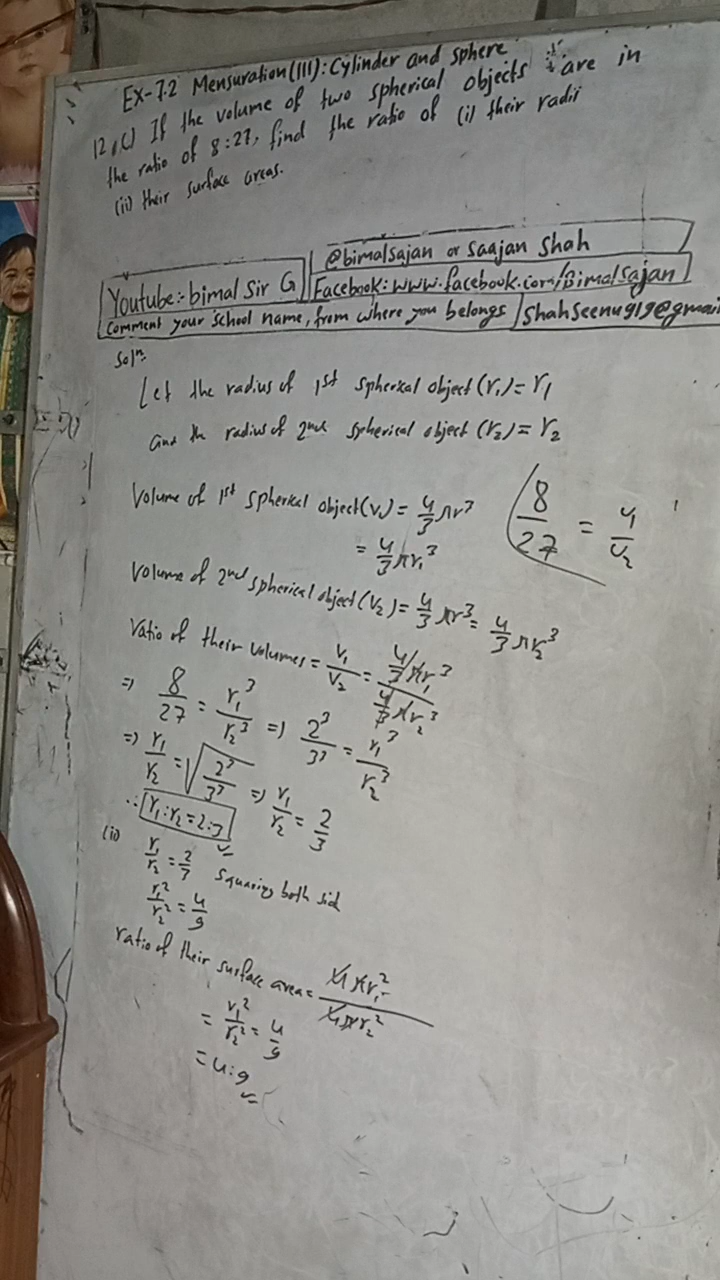 EX-7.2 Mensuration(III): Cylinder and sphere
12.c) If the volume of two spherical objects are in
the ratio of 8:27, find the ratio of (i) their radii
(ii) their surface areas.
@bimalsajan or Saajan Shah
Youtube:- bimal Sir G
Facebook: www.facebook.com/Bimalsajan
Comment your school name, from where you belongs
Shahseenu919@gmai
Solⁿ:
Let the radius of 1st spherical object (r₁) = r₁
and the radius of 2nd spherical object (r₂) = r₂
Volume of 1st spherical object (v₁) = 4/3 πr³
= 4/3 πr₁³
8/27 = v₁/v₂
Volume of 2nd spherical object (v₂) = 4/3 πr³ = 4/3 πr₂³
ratio of their volumes = v₁/v₂ = 4/3 πr₁³ / 4/3 πr₂³
⇒ 8/27 = r₁³/r₂³ ⇒ 2³/3³ = r₁³/r₂³
⇒ r₁/r₂ = √2³/3³ ⇒ r₁/r₂ = 2/3
∴ r₁:r₂ = 2:3
(ii)
r₁/r₂ = 2/3 squaring both sid
r₁²/r₂² = 4/9
ratio of their surface area = 4πr₁² / 4πr₂²
= r₁²/r₂² = 4/9
= 4:9